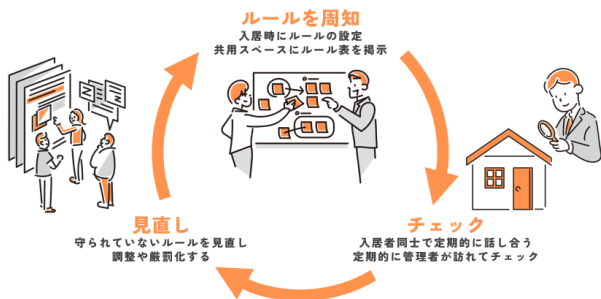 ルールを周知
入居時にルールの設定
共用スペースにルール表を掲示
チェック
入居者同士で定期的に話し合う
定期的に管理者が訪れてチェック
見直し
守られていないルールを見直し
調整や厳罰化する